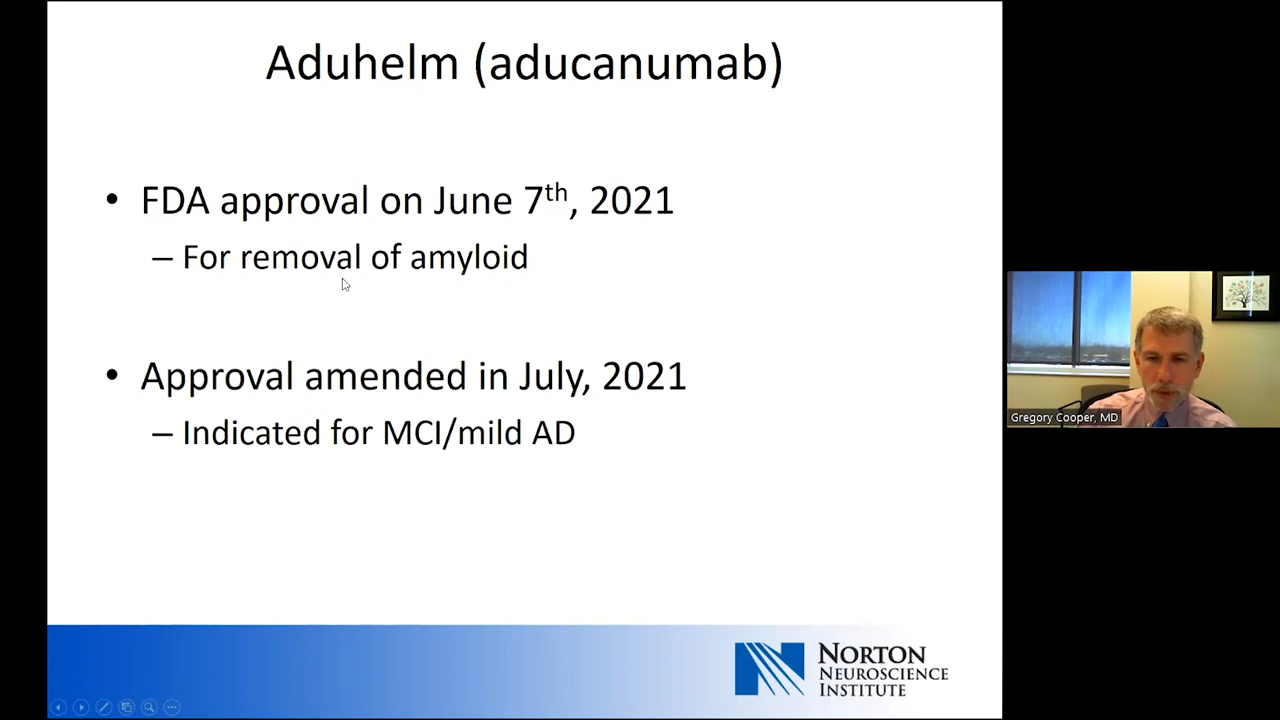 Aduhelm (aducanumab)
• FDA approval on June 7th, 2021
– For removal of amyloid
• Approval amended in July, 2021
– Indicated for MCI/mild AD
Gregory Cooper, MD
NORTON
NEUROSCIENCE
INSTITUTE